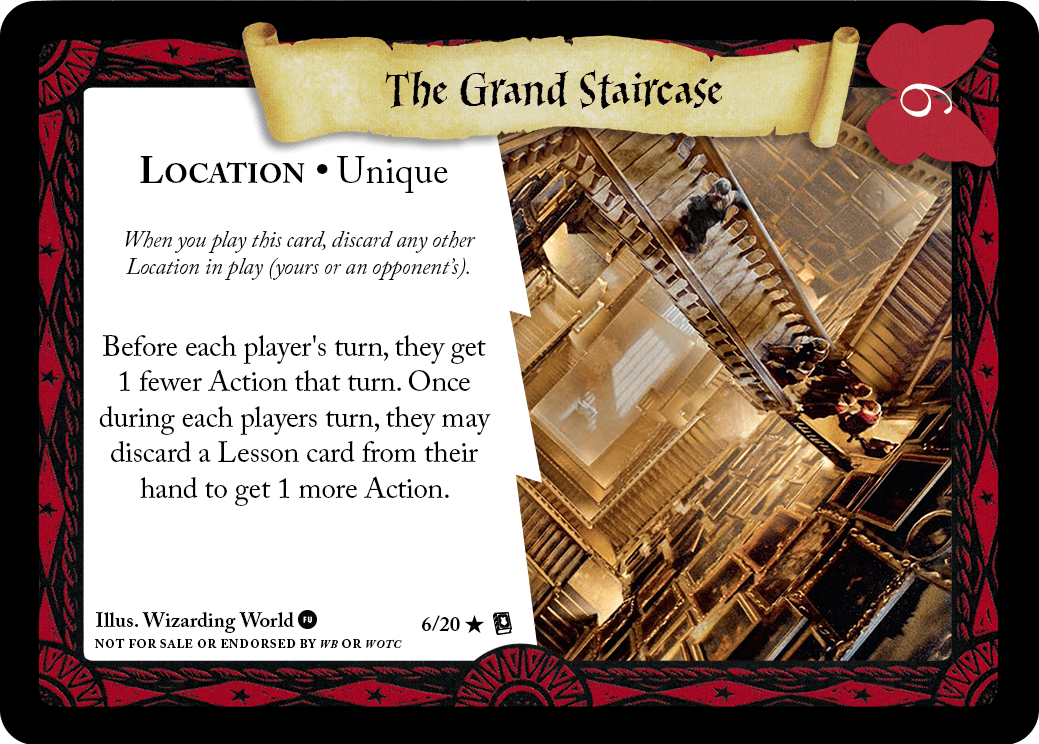 The Grand Staircase
6
LOCATION • Unique
When you play this card, discard any other
Location in play (yours or an opponent's).
Before each player's turn, they get
1 fewer Action that turn. Once
during each players turn, they may
discard a Lesson card from their
hand to get 1 more Action.
Illus. Wizarding World FU
6/20 ★
NOT FOR SALE OR ENDORSED BY WB OR WOTC